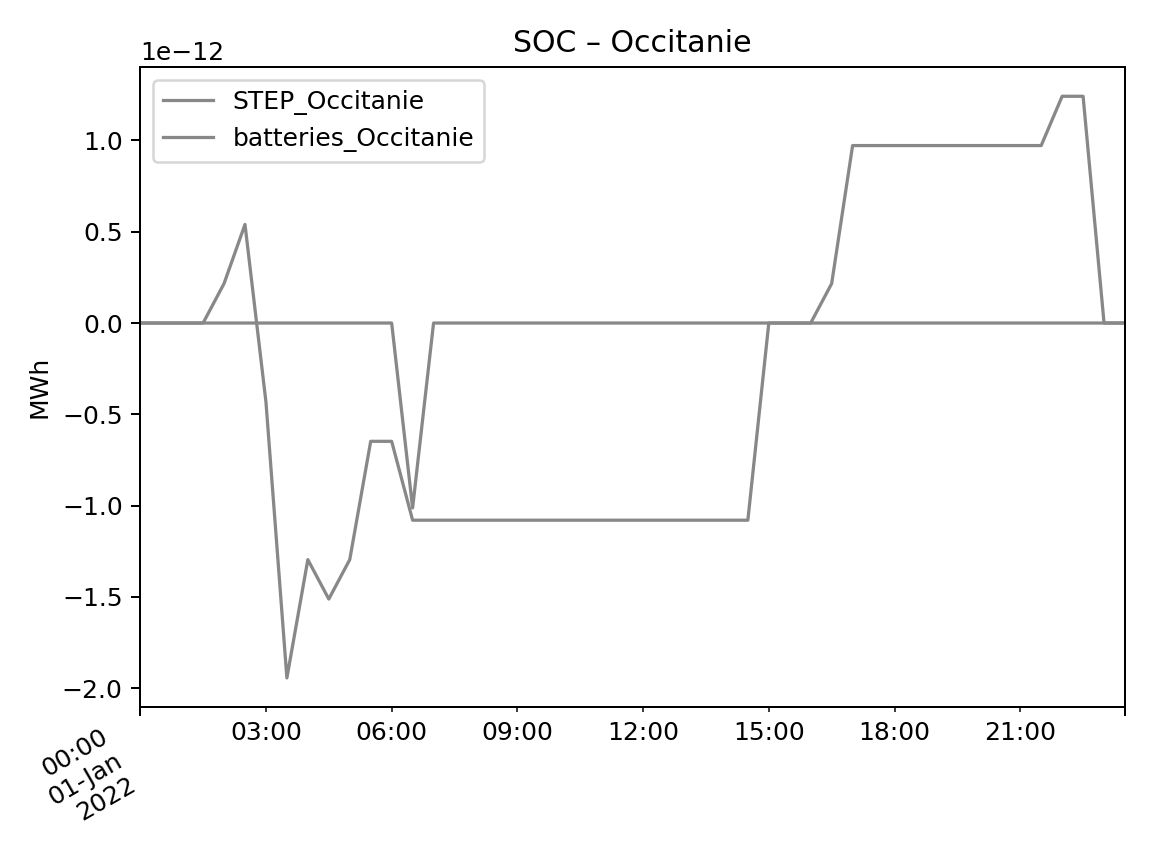 SOC – Occitanie
1e−12
STEP_Occitanie
batteries_Occitanie
1.0
0.5
0.0
−0.5
−1.0
−1.5
−2.0
MWh
03:00 06:00 09:00 12:00 15:00 18:00 21:00
00:00
01-Jan
2022